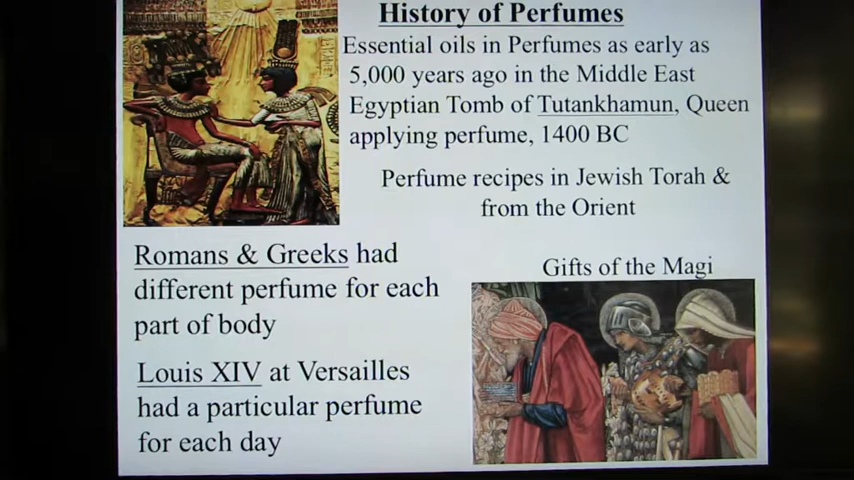 History of Perfumes
Essential oils in Perfumes as early as
5,000 years ago in the Middle East
Egyptian Tomb of Tutankhamun, Queen
applying perfume, 1400 BC
Perfume recipes in Jewish Torah &
from the Orient
Romans & Greeks had
different perfume for each
part of body
Louis XIV at Versailles
had a particular perfume
for each day
Gifts of the Magi